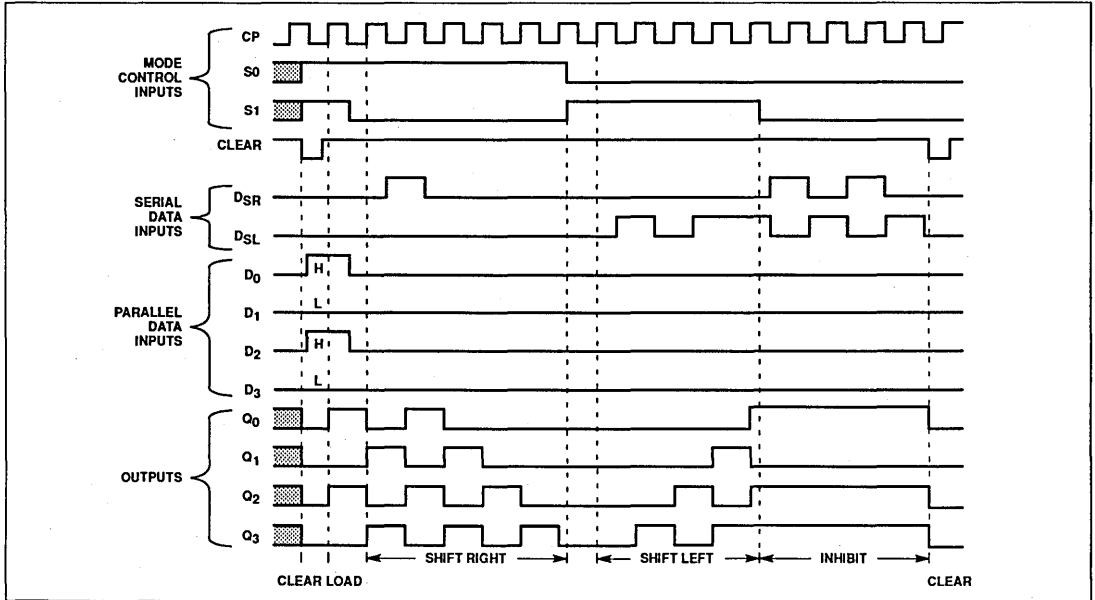 CP
MODE
CONTROL
INPUTS
S0
S1
CLEAR
SERIAL
DATA
INPUTS
DSR
DSL
PARALLEL
DATA
INPUTS
D0
H
D1
L
D2
H
D3
L
OUTPUTS
Q0
Q1
Q2
Q3
SHIFT RIGHT
SHIFT LEFT
INHIBIT
CLEAR LOAD
CLEAR